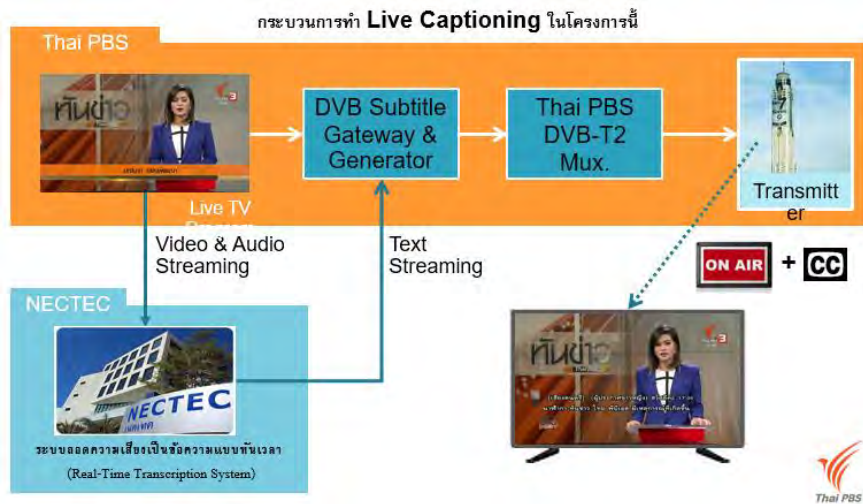 กระบวนการทำ Live Captioning ในโครงการนี้
Thai PBS
ทันข่าว
3
DVB Subtitle
Gateway &
Generator
Thai PBS
DVB-T2
Mux.
Live TV
Transmitt
er
Video & Audio
Streaming
Text
Streaming
ON AIR
+
CC
NECTEC
NECTEC
ระบบถอดความเสียงเป็นข้อความแบบทันเวลา
(Real-Time Transcription System)
ทันข่าว
3
Thai PBS